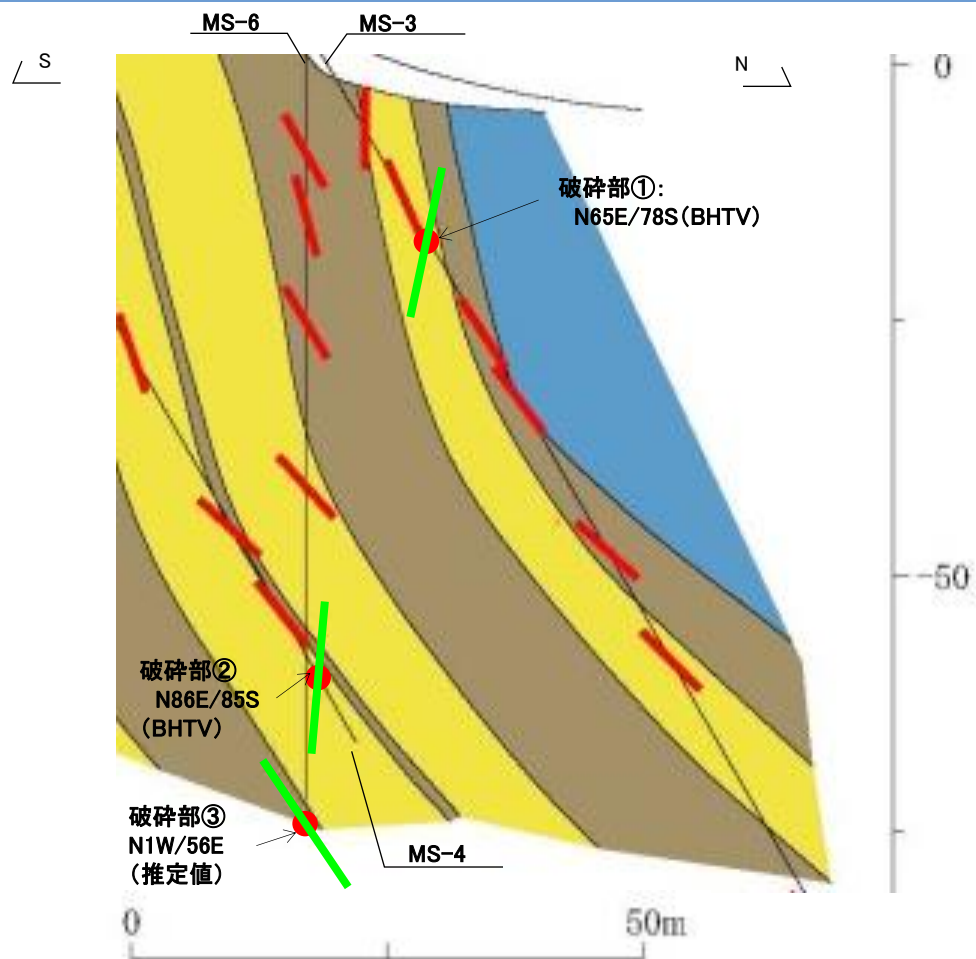 MS-6
MS-3
S
N
0
破砕部①:
N65E/78S(BHTV)
-50
破砕部②
N86E/85S
(BHTV)
破砕部③
N1W/56E
(推定値)
MS-4
0
50m